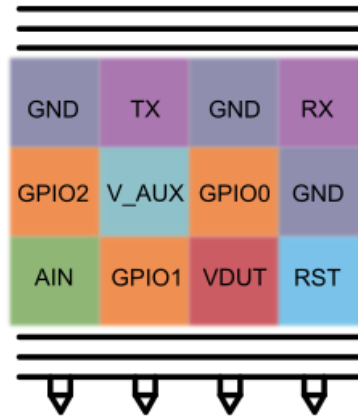 GND TX GND RX
GPIO2 V_AUX GPIO0 GND
AIN GPIO1 VDUT RST